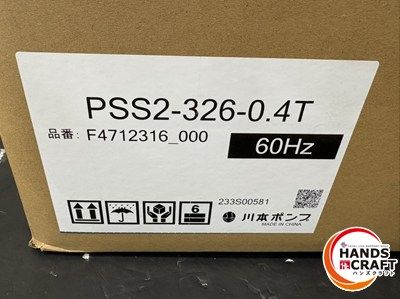 PSS2-326-0.4T
品番: F4712316_000
60Hz
6
233S00581
川本ポンプ
MADE IN CHINA
HANDS
CRAFT
ハンズクラフト